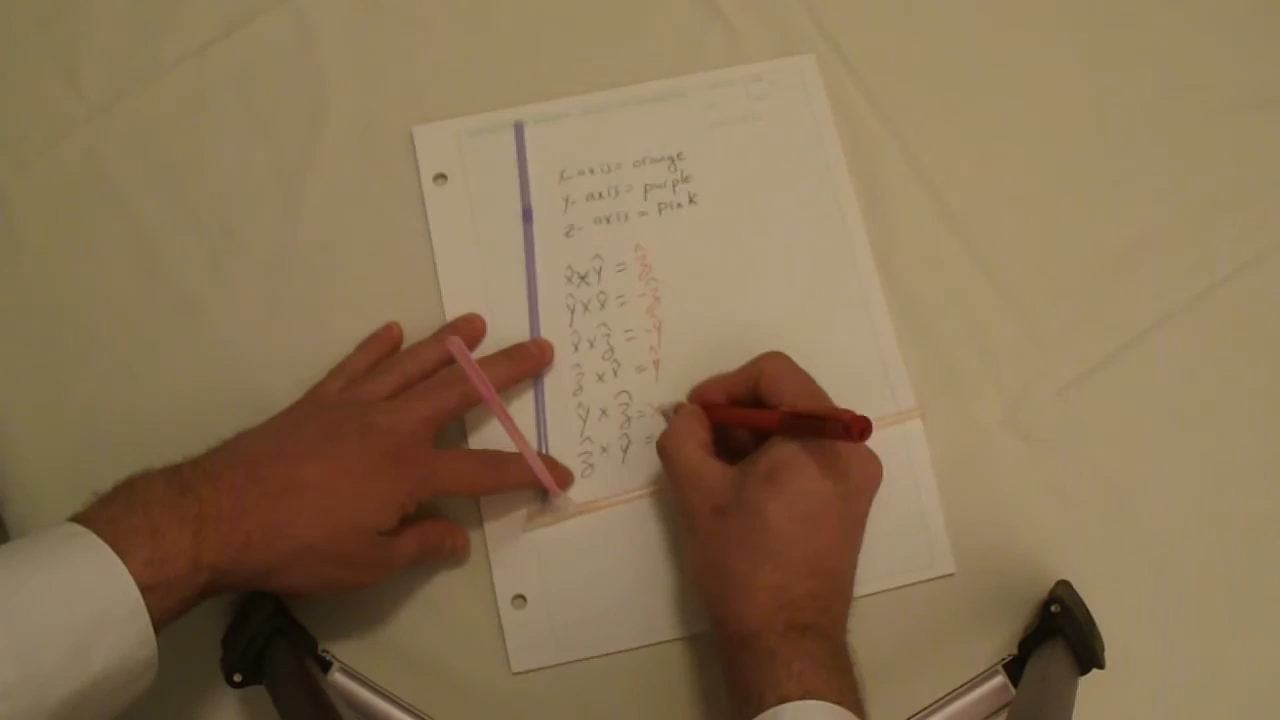 x-axis= orange
y-axis= purple
z-axis = pink
x̂×ŷ = ẑ
ŷ×x̂ = -ẑ
x̂×ẑ = -ŷ
ẑ×x̂ = ŷ
ŷ×ẑ = x
ẑ×ŷ =